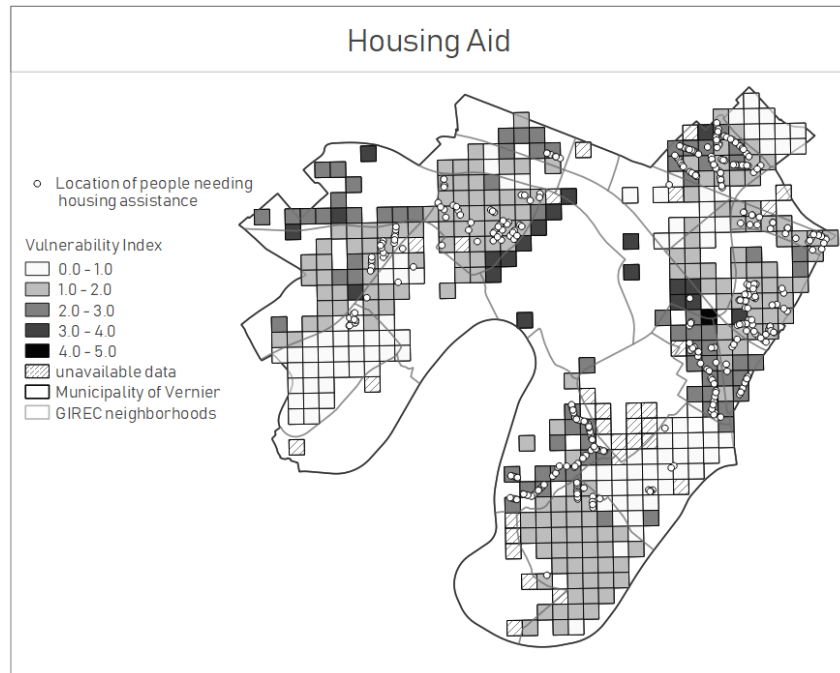 Housing Aid
Location of people needing
housing assistance
Vulnerability Index
0.0 - 1.0
1.0 - 2.0
2.0 - 3.0
3.0 - 4.0
4.0 - 5.0
unavailable data
Municipality of Vernier
GIREC neighborhoods